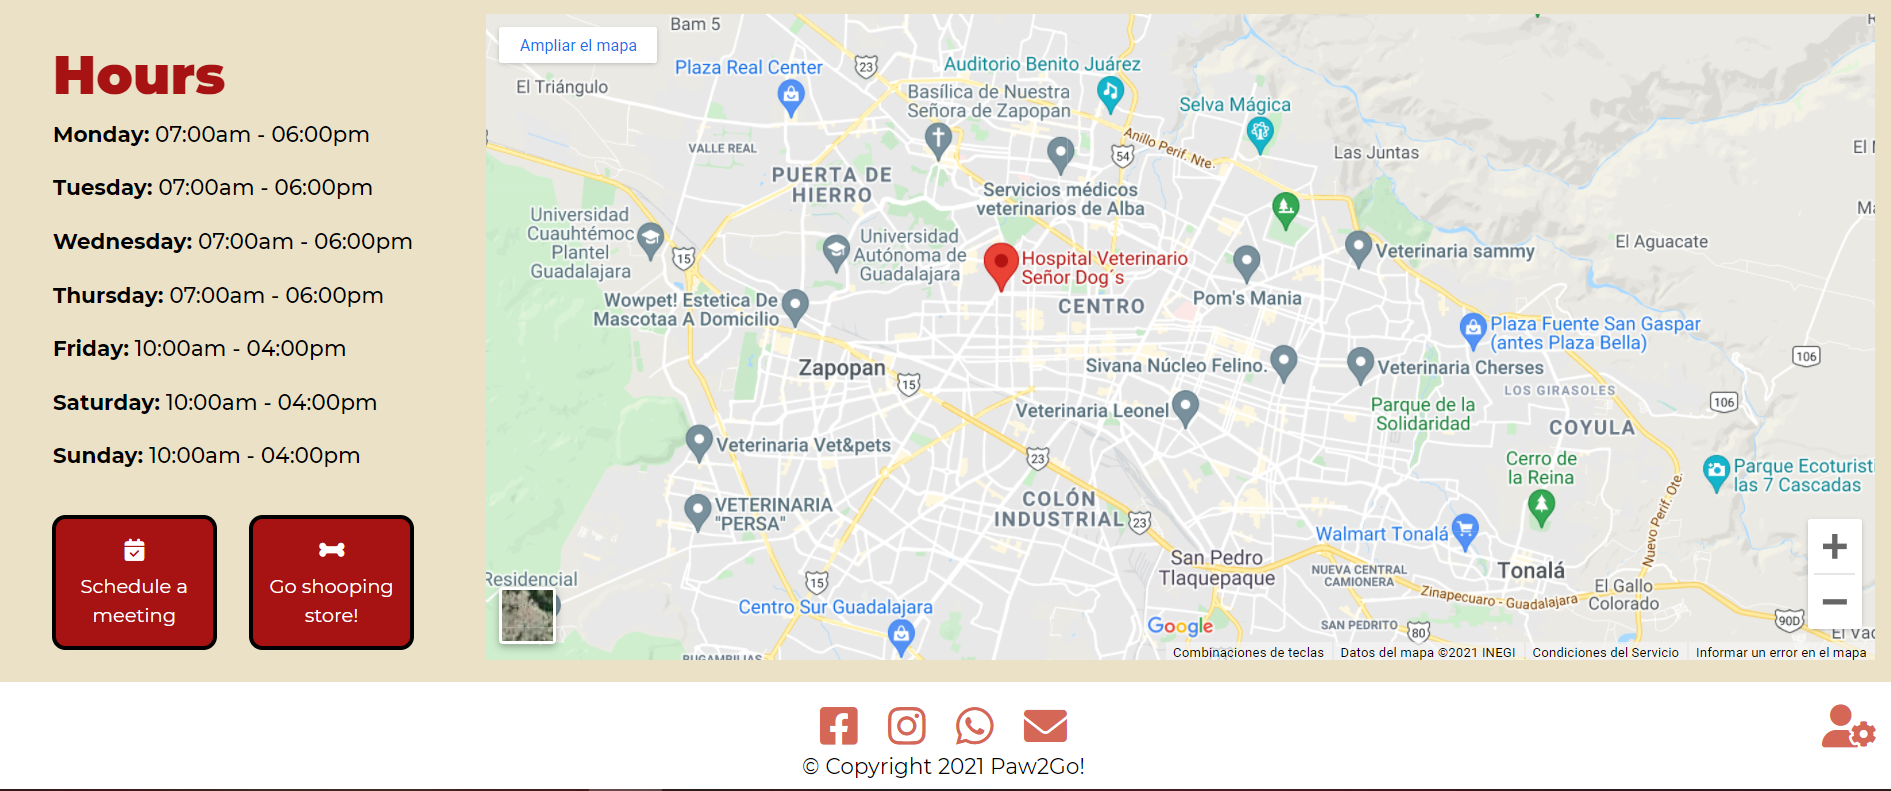 Hours
Monday: 07:00am - 06:00pm
Tuesday: 07:00am - 06:00pm
Wednesday: 07:00am - 06:00pm
Thursday: 07:00am - 06:00pm
Friday: 10:00am - 04:00pm
Saturday: 10:00am - 04:00pm
Sunday: 10:00am - 04:00pm
Schedule a
meeting
Go shooping
store!
Bam 5
Ampliar el mapa
Plaza Real Center
23
Auditorio Benito Juárez
El Triángulo
Basílica de Nuestra
Señora de Zapopan
Selva Mágica
Anillo Perif. Nte.
VALLE REAL
54
Las Juntas
PUERTA DE
HIERRO
Servicios médicos
veterinarios de Alba
Universidad
Cuauhtémoc
Plantel
Guadalajara
15
Universidad
Autónoma de
Guadalajara
Veterinaria sammy
El Aguacate
Hospital Veterinario
Señor Dog´s
CENTRO
Pom's Mania
Wowpet! Estetica De
Mascotaa A Domicilio
Plaza Fuente San Gaspar
(antes Plaza Bella)
106
Zapopan
15
Sivana Núcleo Felino.
Veterinaria Cherses
LOS GIRASOLES
106
Veterinaria Leonel
Parque de la
Solidaridad
COYULA
Veterinaria Vet&pets
23
Cerro de
la Reina
Parque Ecoturist
las 7 Cascadas
VETERINARIA
"PERSA"
COLÓN
INDUSTRIAL
23
Walmart Tonalá
Nuevo Perif. Ote.
San Pedro
Tlaquepaque
NUEVA CENTRAL
CAMIONERA
Tonalá
El Gallo
Colorado
Residencial
15
Zinapecuaro - Guadalajara
Centro Sur Guadalajara
Google
SAN PEDRITO
80
90D
BUGAMBILIAS
Combinaciones de teclas
Datos del mapa ©2021 INEGI
Condiciones del Servicio
Informar un error en el mapa
© Copyright 2021 Paw2Go!